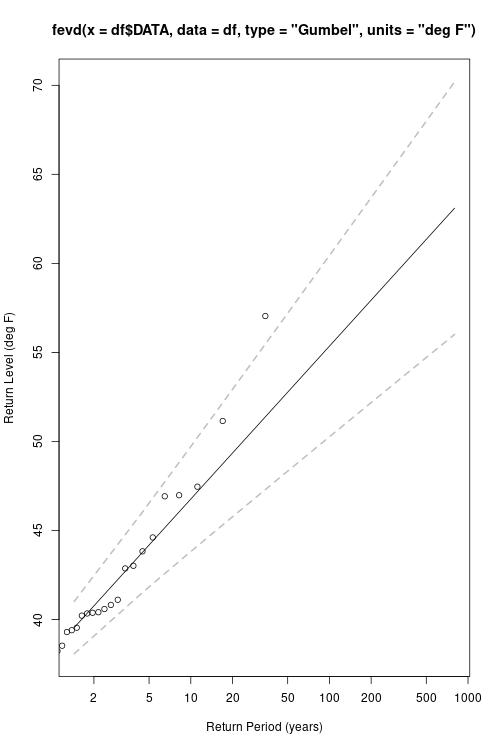 fevd(x = df$DATA, data = df, type = "Gumbel", units = "deg F")
70
65
60
55
50
45
40
Return Level (deg F)
2 5 10 20 50 100 200 500 1000
Return Period (years)